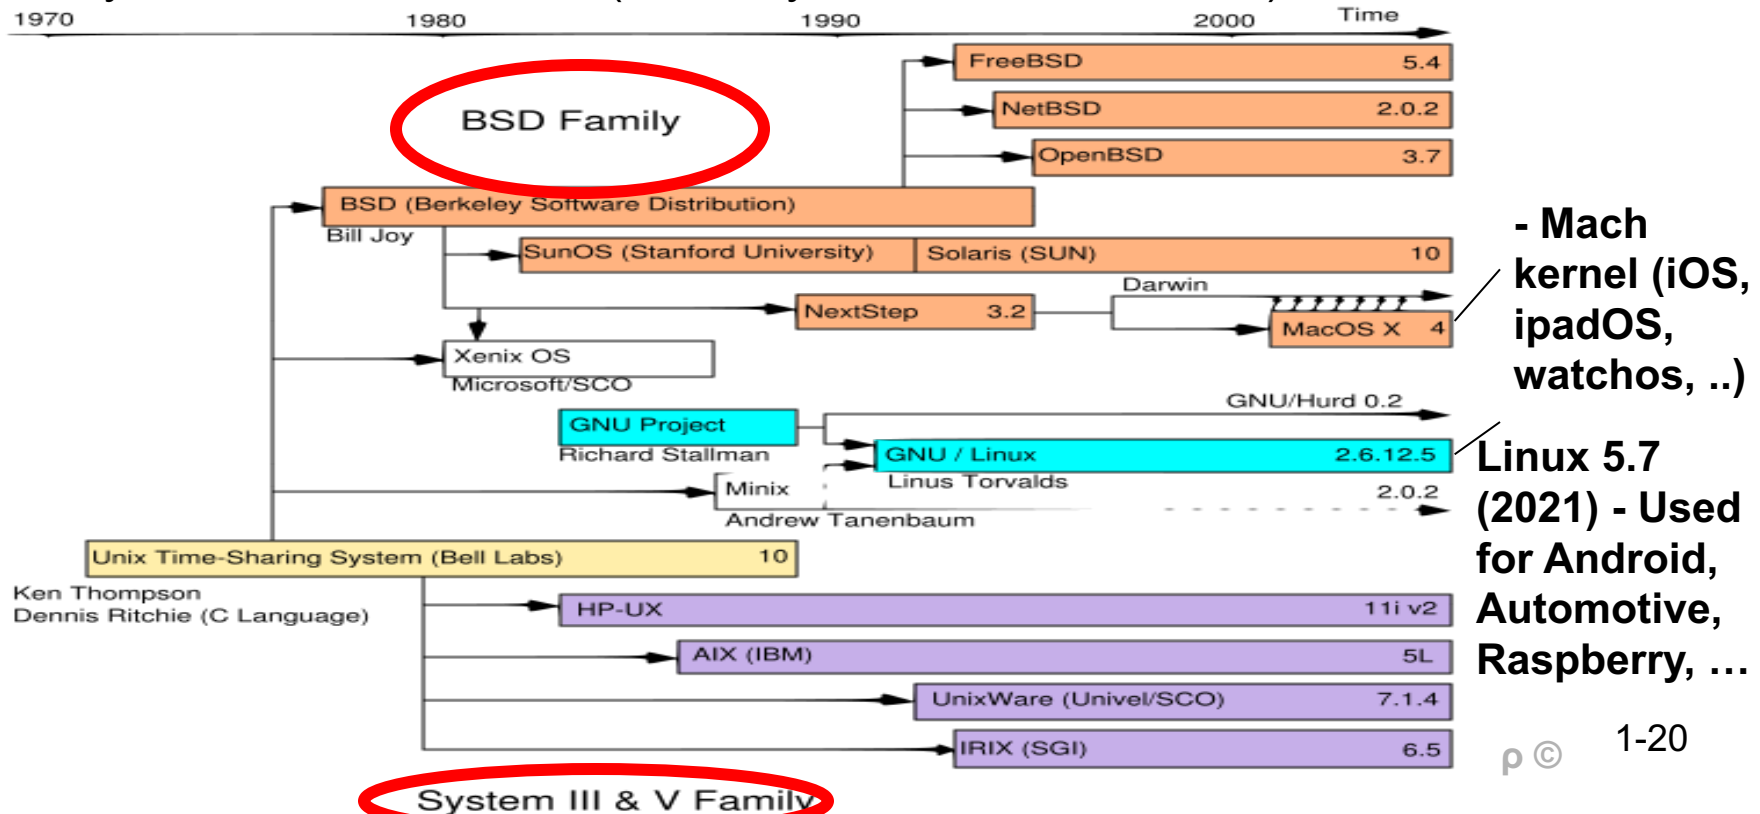 1970 1980 1990 2000 Time
FreeBSD 5.4
BSD Family
NetBSD 2.0.2
OpenBSD 3.7
BSD (Berkeley Software Distribution)
Bill Joy
SunOS (Stanford University) Solaris (SUN) 10
Darwin
NextStep 3.2
MacOS X 4
- Mach
kernel (iOS,
ipadOS,
watchos, ..)
Xenix OS
Microsoft/SCO
GNU/Hurd 0.2
GNU Project
Richard Stallman
GNU / Linux 2.6.12.5
Linus Torvalds
Minix 2.0.2
Andrew Tanenbaum
Linux 5.7
(2021) - Used
for Android,
Automotive,
Raspberry, …
Unix Time-Sharing System (Bell Labs) 10
Ken Thompson
Dennis Ritchie (C Language)
HP-UX 11i v2
AIX (IBM) 5L
UnixWare (Univel/SCO) 7.1.4
IRIX (SGI) 6.5
ρ © 1-20
System III & V Family